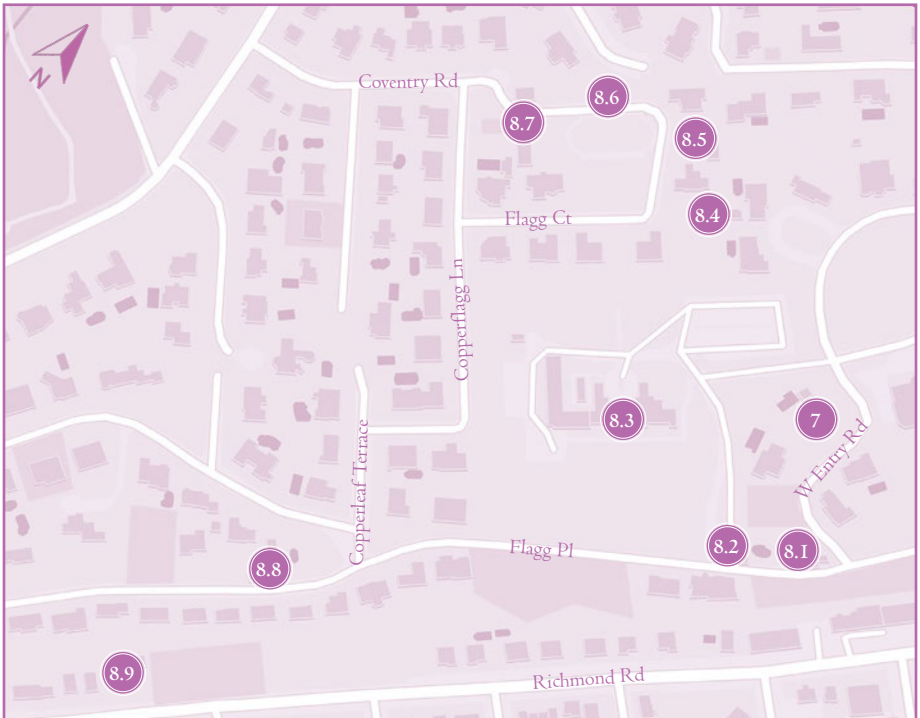 N
Coventry Rd
8.6
8.7
8.5
8.4
Flagg Ct
Copperflagg Ln
8.3
7
W Entry Rd
Copperleaf Terrace
Flagg Pl
8.2
8.1
8.8
8.9
Richmond Rd